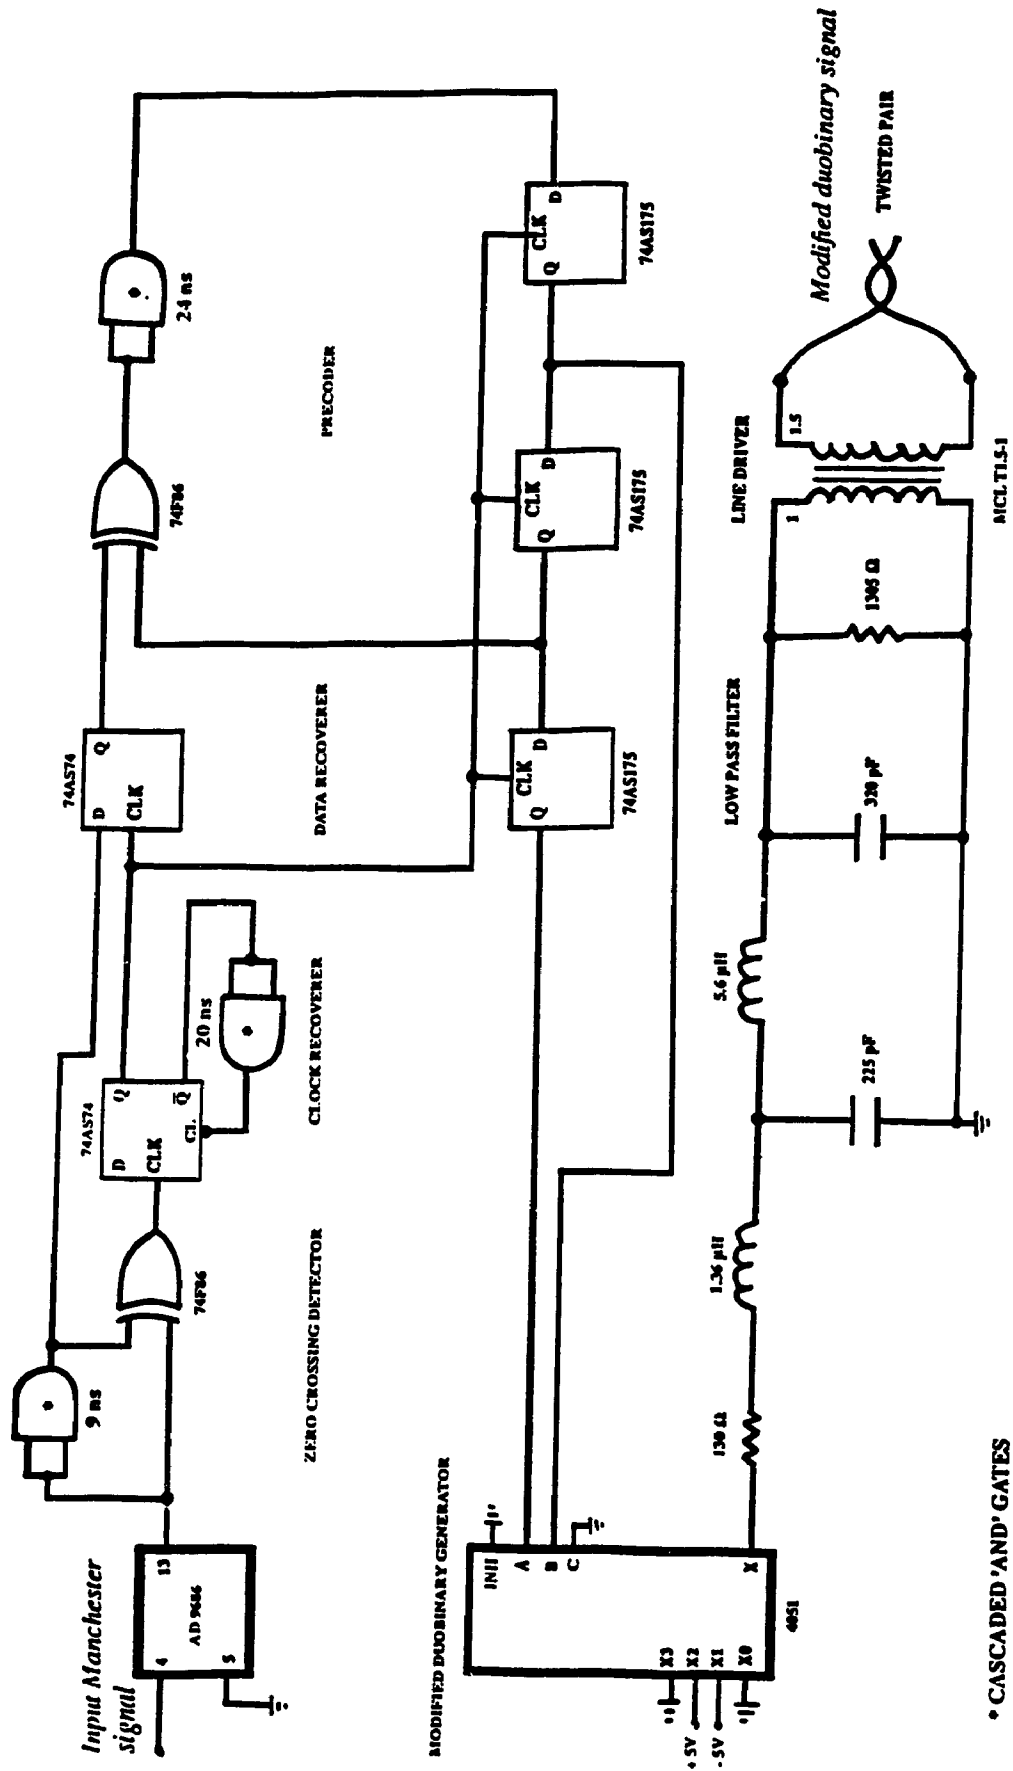 Input Manchester
signal
4
13
5
AD 9686
9 ns
*
74F86
ZERO CROSSING DETECTOR
74AS74
D
Q
CLK
Q̅
CL
20 ns
*
CLOCK RECOVERER
74AS74
D
Q
CLK
DATA RECOVERER
74F86
*
24 ns
PRECODER
Q
CLK
D
74AS175
Q
CLK
D
74AS175
Q
CLK
D
74AS175
MODIFIED DUOBINARY GENERATOR
INH
A
B
C
X3
X2
X1
X0
X
+ 5V
- 5V
4051
130 Ω
1.36 µH
225 pF
5.6 µH
320 pF
LOW PASS FILTER
1305 Ω
LINE DRIVER
1
1.5
MCL T1.5-1
Modified duobinary signal
TWISTED PAIR
* CASCADED 'AND' GATES